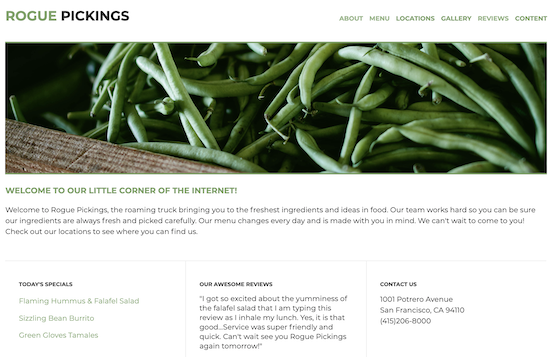 ROGUE PICKINGS
ABOUT MENU LOCATIONS GALLERY REVIEWS CONTENT
WELCOME TO OUR LITTLE CORNER OF THE INTERNET!
Welcome to Rogue Pickings, the roaming truck bringing you to the freshest ingredients and ideas in food. Our team works hard so you can be sure
our ingredients are always fresh and picked carefully. Our menu changes every day and is made with you in mind. We can't wait to come to you!
Check out our locations to see where you can find us.
TODAY'S SPECIALS
Flaming Hummus & Falafel Salad
Sizzling Bean Burrito
Green Gloves Tamales
OUR AWESOME REVIEWS
"I got so excited about the yumminess of
the falafel salad that I am typing this
review as I inhale my lunch. Yes, it is that
good...Service was super friendly and
quick. Can't wait see you Rogue Pickings
again tomorrow!"
CONTACT US
1001 Potrero Avenue
San Francisco, CA 94110
(415)206-8000